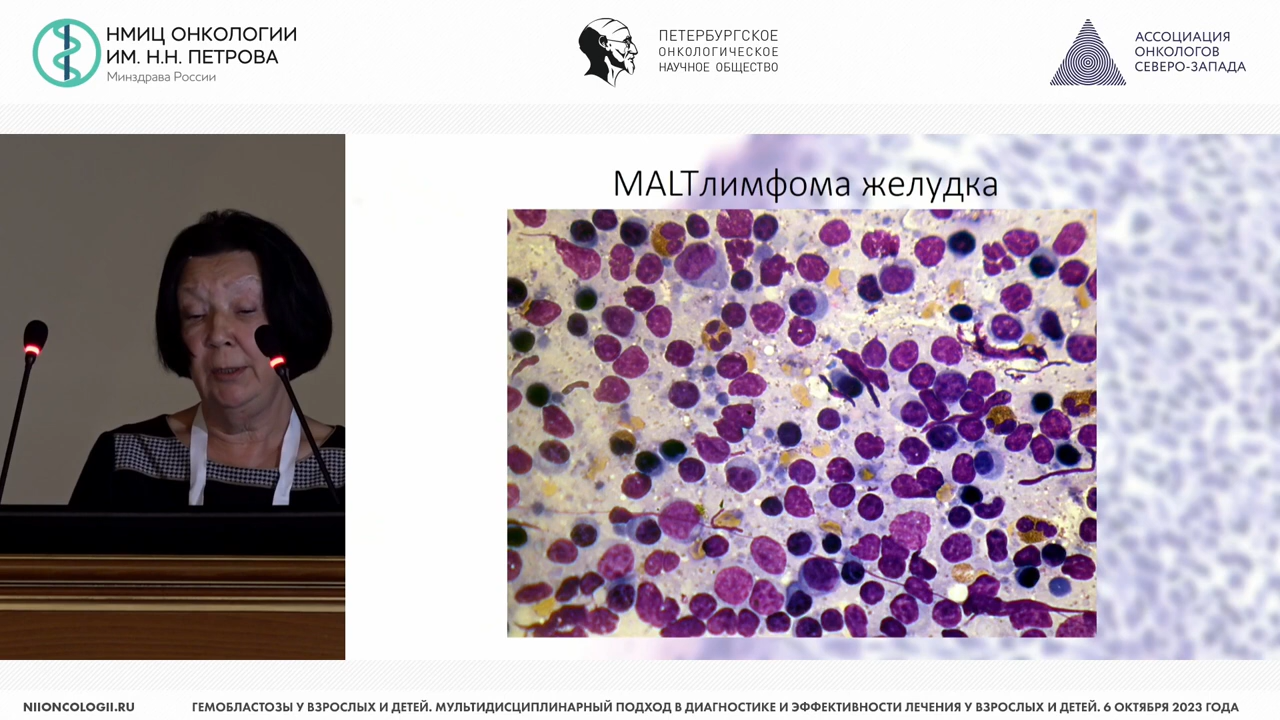 НМИЦ ОНКОЛОГИИ
ИМ. Н.Н. ПЕТРОВА
Минздрава России
ПЕТЕРБУРГСКОЕ
ОНКОЛОГИЧЕСКОЕ
НАУЧНОЕ ОБЩЕСТВО
АССОЦИАЦИЯ
ОНКОЛОГОВ
СЕВЕРО-ЗАПАДА
MALTлимфома желудка
NIIONCOLOGII.RU
ГЕМОБЛАСТОЗЫ У ВЗРОСЛЫХ И ДЕТЕЙ. МУЛЬТИДИСЦИПЛИНАРНЫЙ ПОДХОД В ДИАГНОСТИКЕ И ЭФФЕКТИВНОСТИ ЛЕЧЕНИЯ У ВЗРОСЛЫХ И ДЕТЕЙ. 6 ОКТЯБРЯ 2023 ГОДА